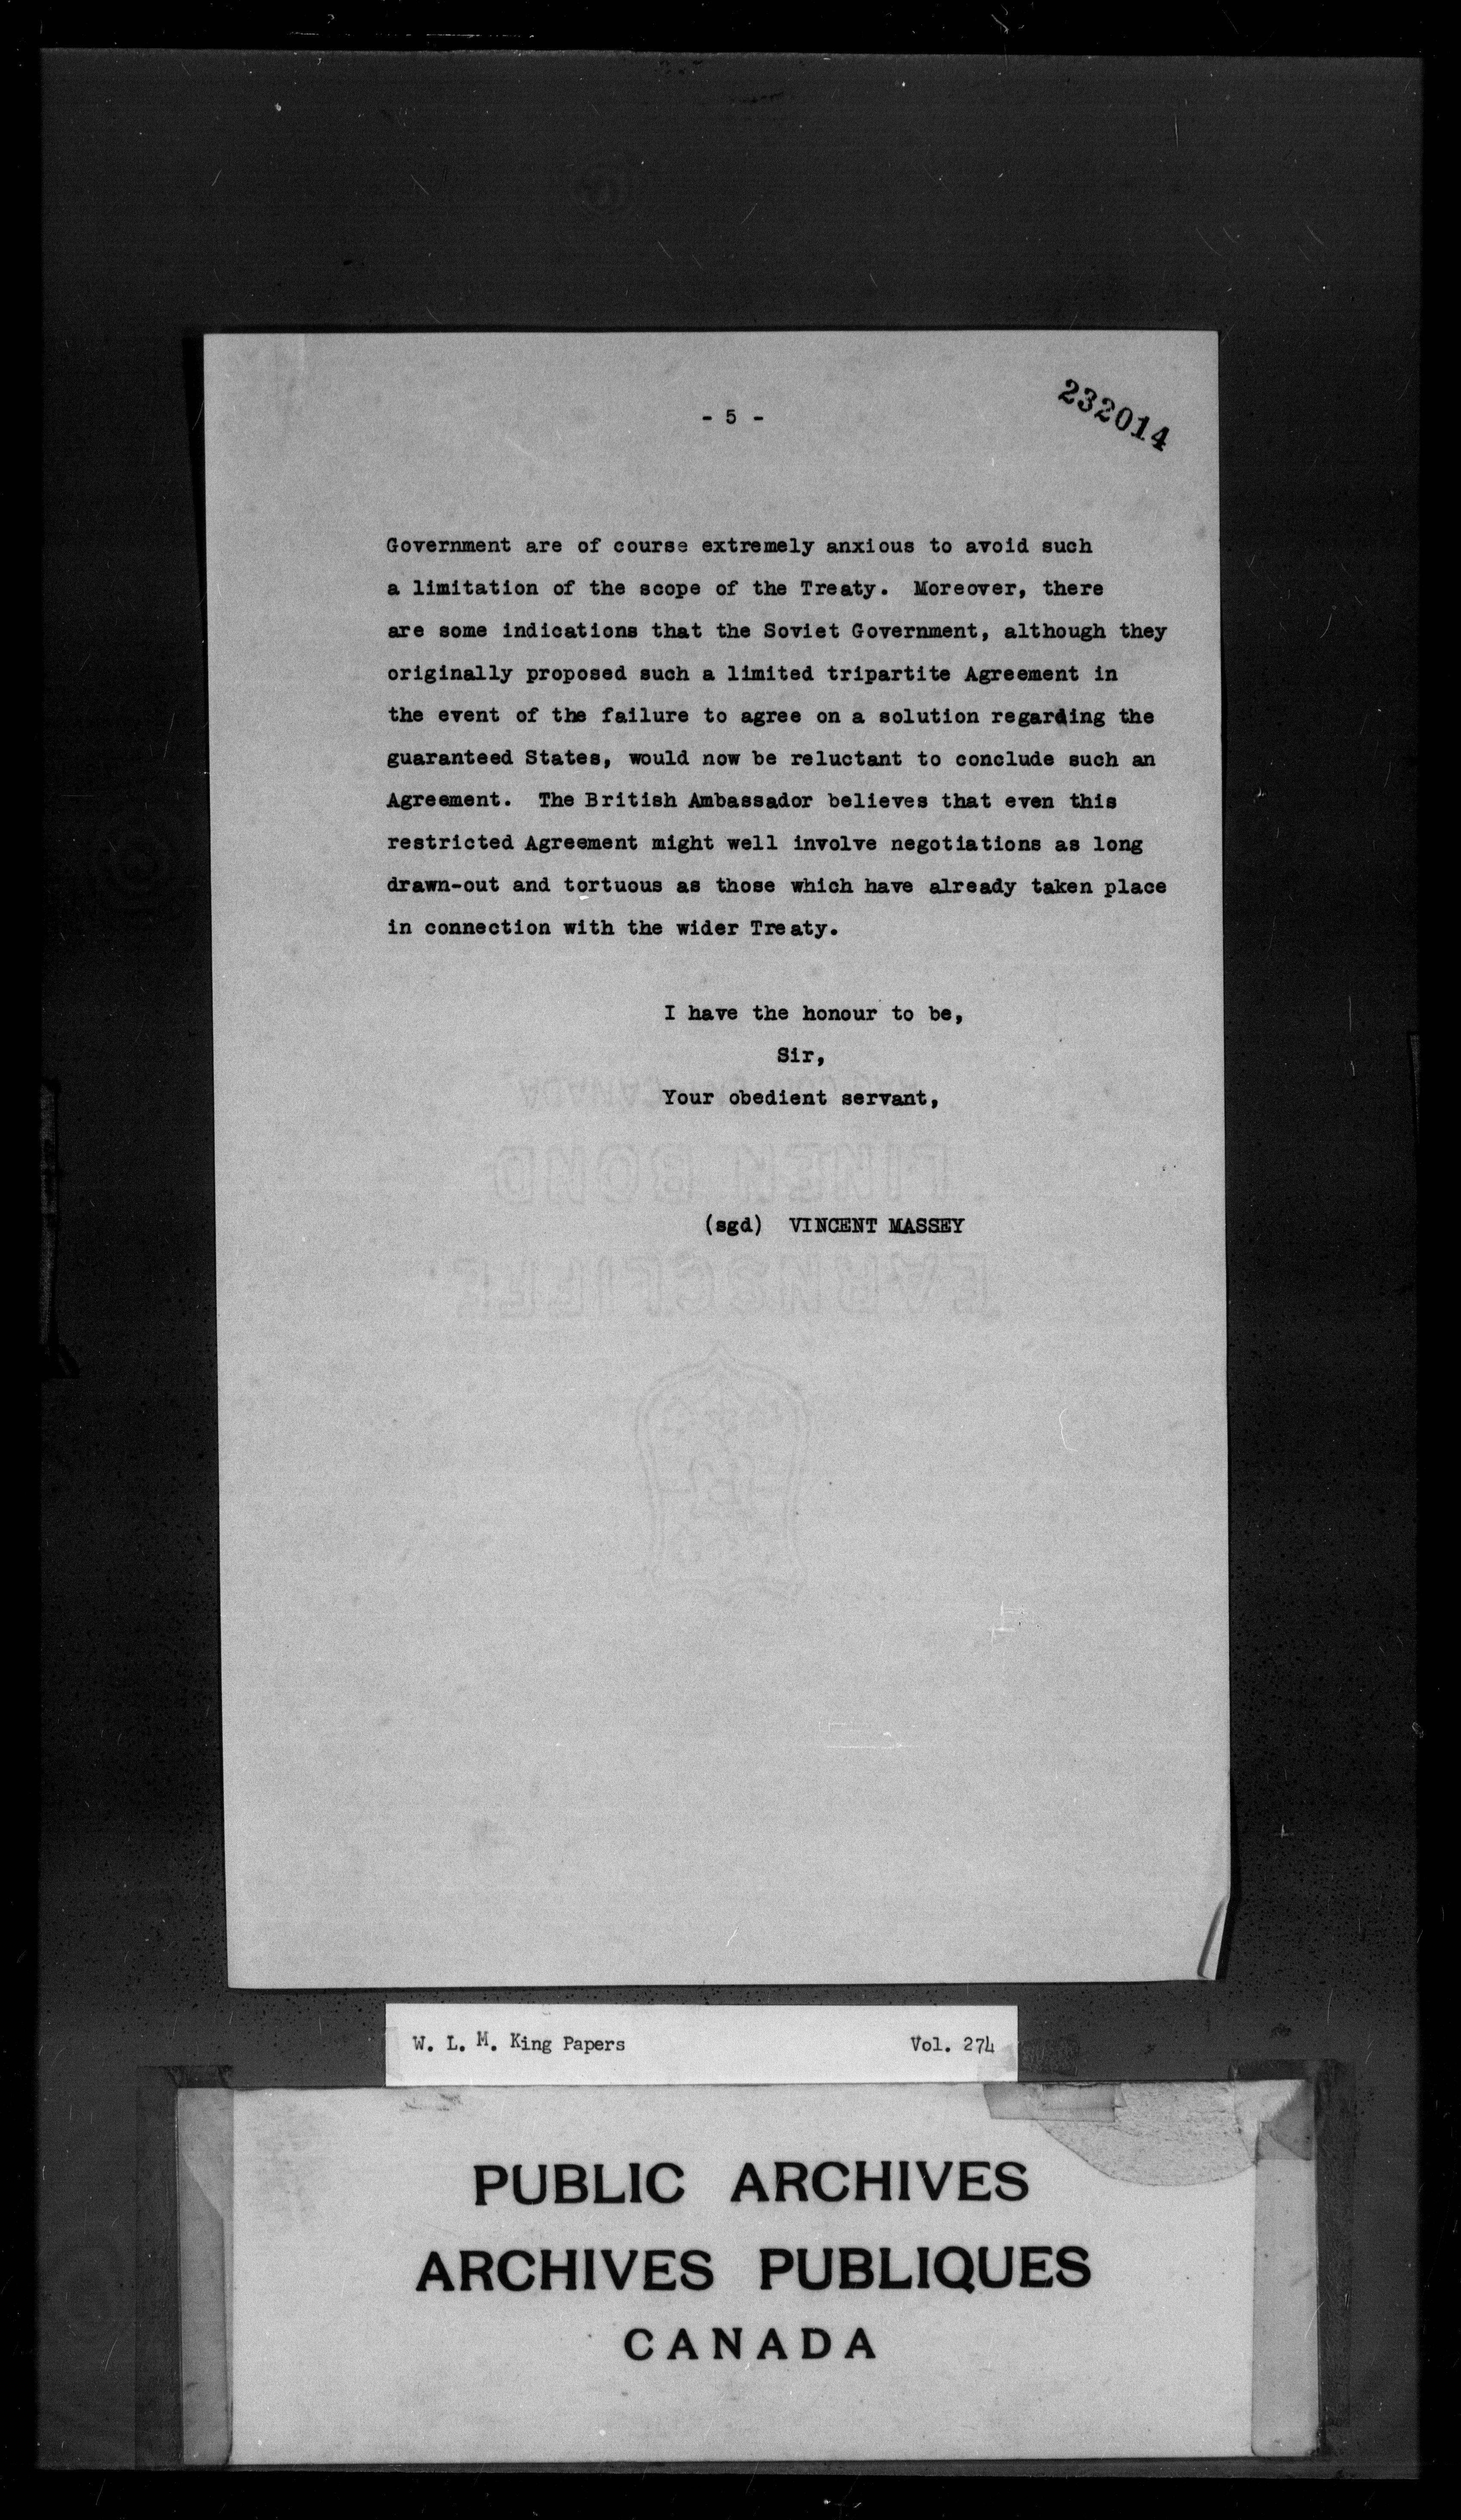 - 5 -
232014
Government are of course extremely anxious to avoid such
a limitation of the scope of the Treaty. Moreover, there
are some indications that the Soviet Government, although they
originally proposed such a limited tripartite Agreement in
the event of the failure to agree on a solution regarding the
guaranteed States, would now be reluctant to conclude such an
Agreement. The British Ambassador believes that even this
restricted Agreement might well involve negotiations as long
drawn-out and tortuous as those which have already taken place
in connection with the wider Treaty.
I have the honour to be,
Sir,
Your obedient servant,
CANADA
LINEN BOND
(sgd) VINCENT MASSEY
EARNSCLIFFE
W. L. M. King Papers Vol. 274
PUBLIC ARCHIVES
ARCHIVES PUBLIQUES
CANADA